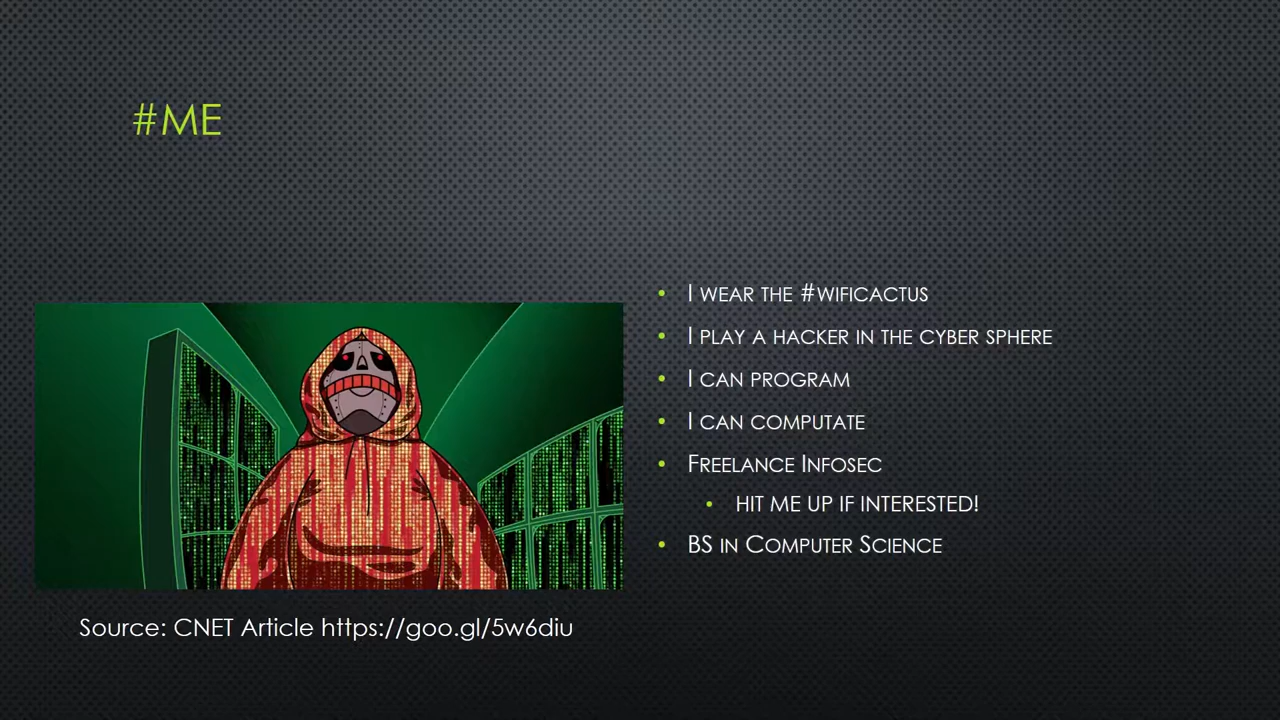 #ME
I WEAR THE #WIFICACTUS
I PLAY A HACKER IN THE CYBER SPHERE
I CAN PROGRAM
I CAN COMPUTATE
FREELANCE INFOSEC
HIT ME UP IF INTERESTED!
BS IN COMPUTER SCIENCE
Source: CNET Article https://goo.gl/5w6diu